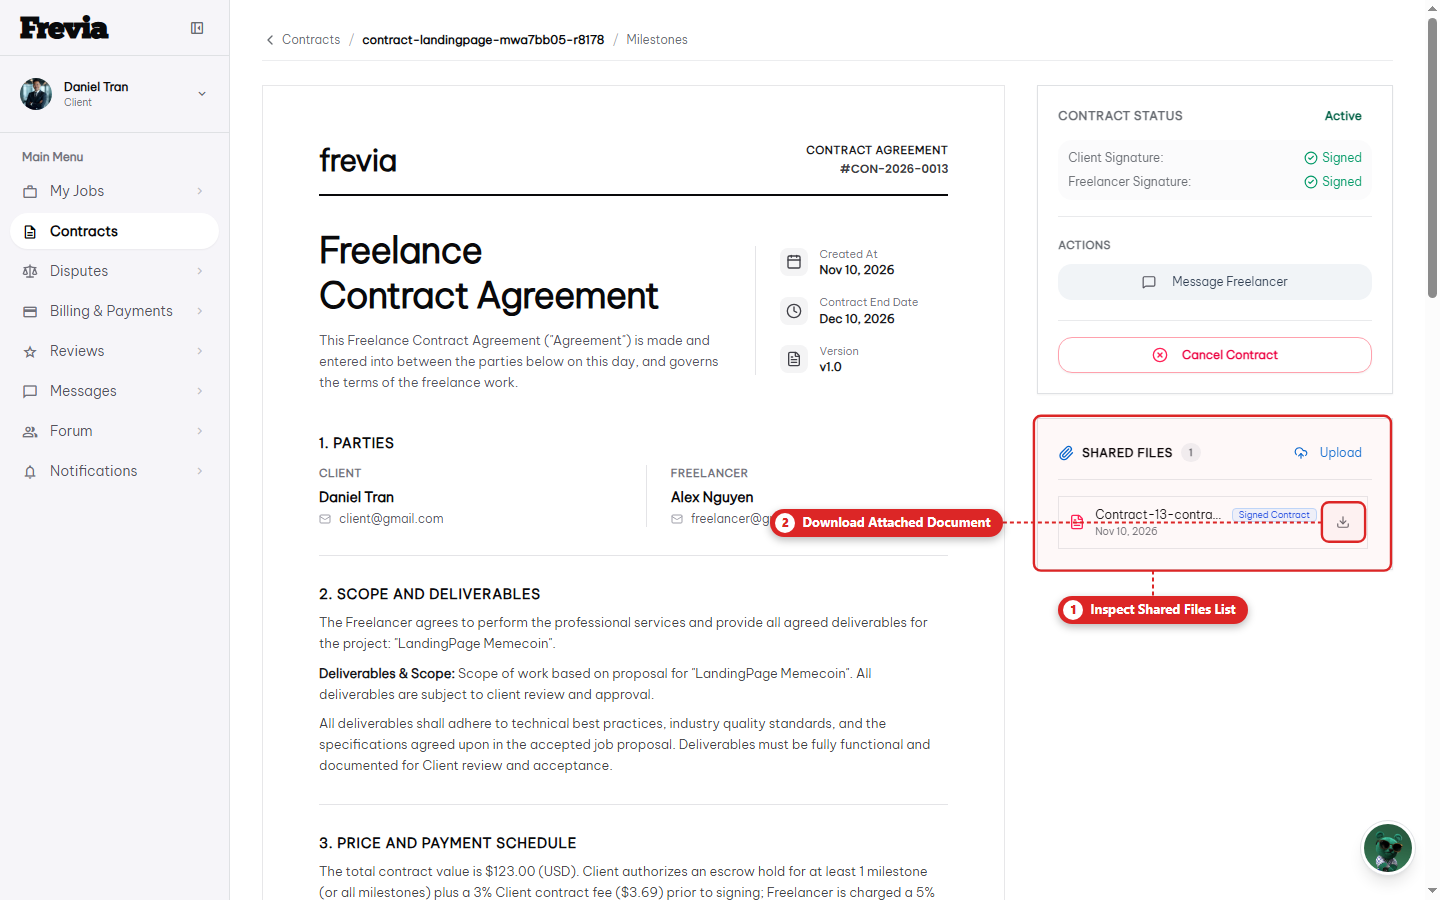 Frevia
Daniel Tran
Client
Main Menu
My Jobs
Contracts
Disputes
Billing & Payments
Reviews
Messages
Forum
Notifications
Contracts / contract-landingpage-mwa7bb05-r8178 / Milestones
frevia
CONTRACT AGREEMENT
#CON-2026-0013
Freelance
Contract Agreement
This Freelance Contract Agreement ("Agreement") is made and
entered into between the parties below on this day, and governs
the terms of the freelance work.
Created At
Nov 10, 2026
Contract End Date
Dec 10, 2026
Version
v1.0
1. PARTIES
CLIENT
Daniel Tran
client@gmail.com
FREELANCER
Alex Nguyen
freelancer@g
2. SCOPE AND DELIVERABLES
The Freelancer agrees to perform the professional services and provide all agreed deliverables for
the project: "LandingPage Memecoin".
Deliverables & Scope: Scope of work based on proposal for "LandingPage Memecoin". All
deliverables are subject to client review and approval.
All deliverables shall adhere to technical best practices, industry quality standards, and the
specifications agreed upon in the accepted job proposal. Deliverables must be fully functional and
documented for Client review and acceptance.
3. PRICE AND PAYMENT SCHEDULE
The total contract value is $123.00 (USD). Client authorizes an escrow hold for at least 1 milestone
(or all milestones) plus a 3% Client contract fee ($3.69) prior to signing; Freelancer is charged a 5%
CONTRACT STATUS
Active
Client Signature:
Signed
Freelancer Signature:
Signed
ACTIONS
Message Freelancer
Cancel Contract
SHARED FILES 1
Upload
Contract-13-contra...
Signed Contract
Nov 10, 2026
2 Download Attached Document
1 Inspect Shared Files List